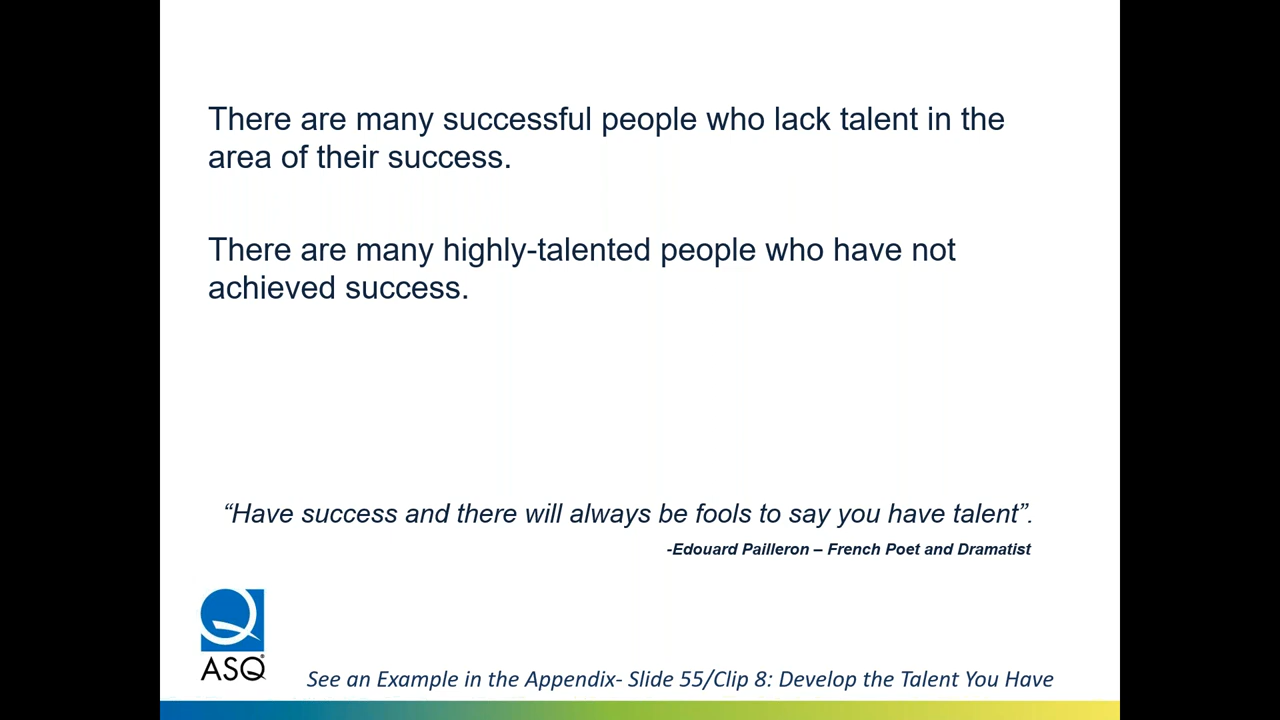 There are many successful people who lack talent in the
area of their success.
There are many highly-talented people who have not
achieved success.
“Have success and there will always be fools to say you have talent”.
-Edouard Pailleron – French Poet and Dramatist
ASQ®
See an Example in the Appendix- Slide 55/Clip 8: Develop the Talent You Have